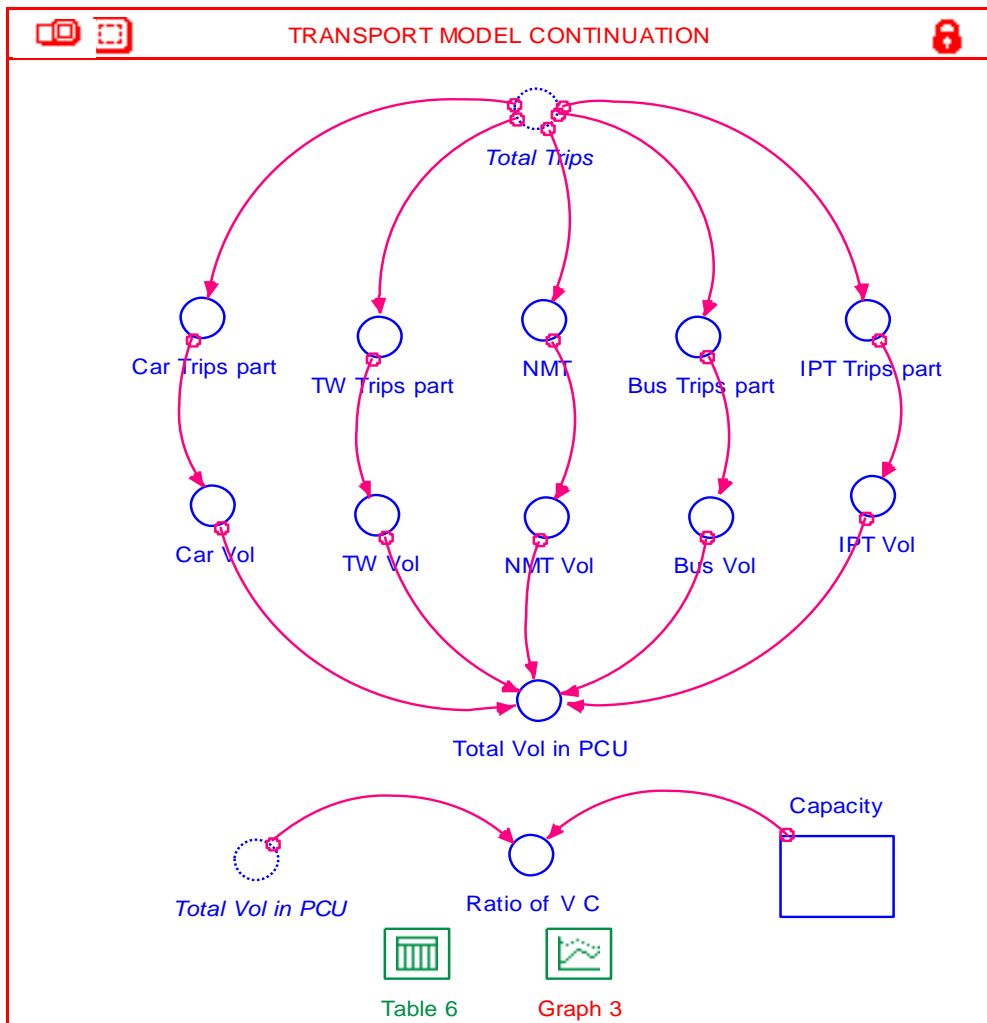 TRANSPORT MODEL CONTINUATION
Total Trips
Car Trips part
TW Trips part
NMT
Bus Trips part
IPT Trips part
Car Vol
TW Vol
NMT Vol
Bus Vol
IPT Vol
Total Vol in PCU
Capacity
Total Vol in PCU
Ratio of V C
Table 6
Graph 3